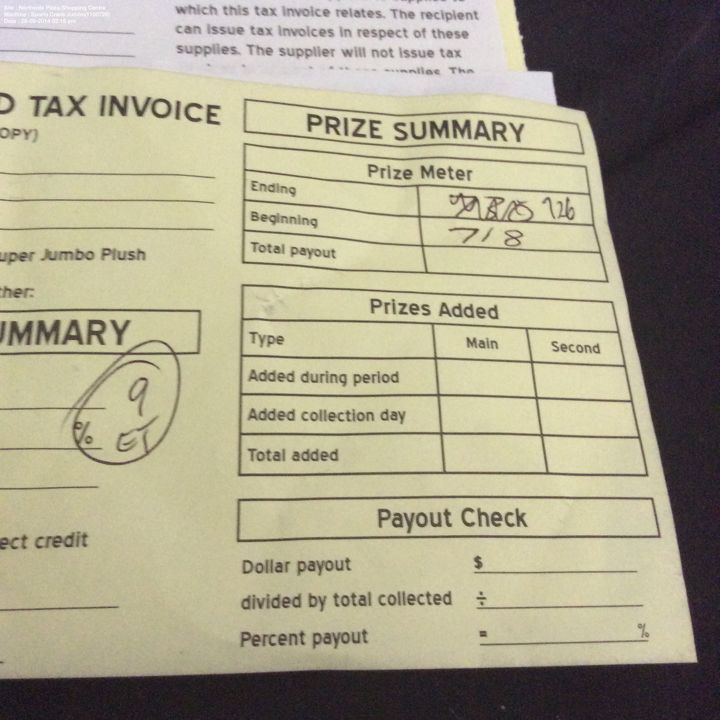 which this tax invoice relates. The recipient
can issue tax invoices in respect of these
supplies. The supplier will not issue tax
D TAX INVOICE
OPY)
uper Jumbo Plush
ther:
UMMARY
9
% ET
ect credit
PRIZE SUMMARY
Prize Meter
Ending 726
Beginning 718
Total payout
Prizes Added
Type Main Second
Added during period
Added collection day
Total added
Payout Check
Dollar payout $
divided by total collected ÷
Percent payout = %